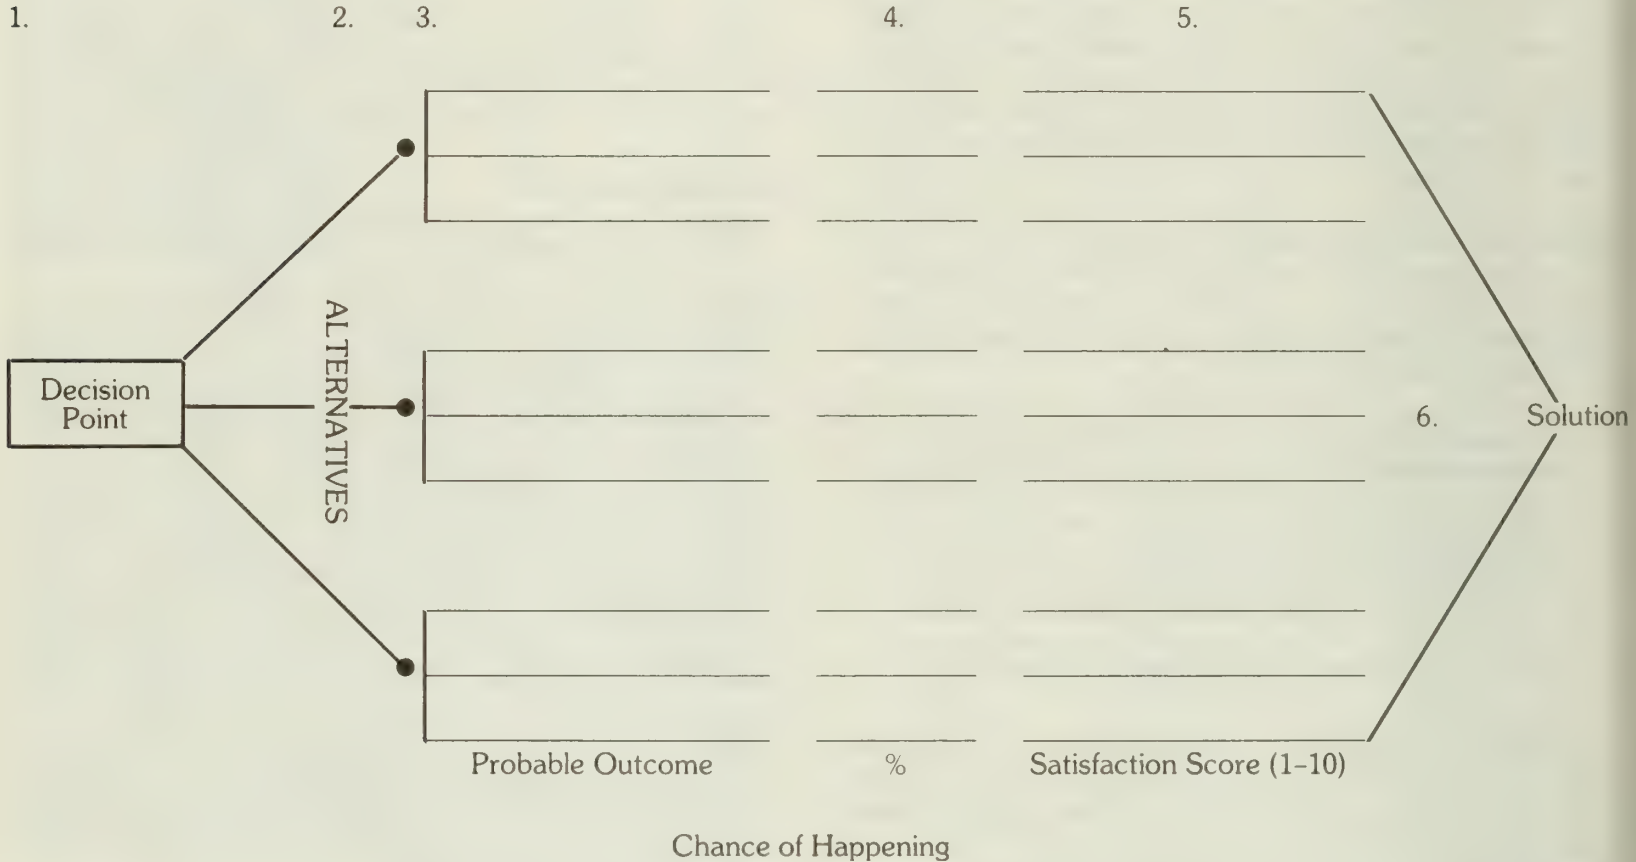 1. 2. 3. 4. 5.
ALTERNATIVES
Decision
Point
6. Solution
Probable Outcome % Satisfaction Score (1–10)
Chance of Happening